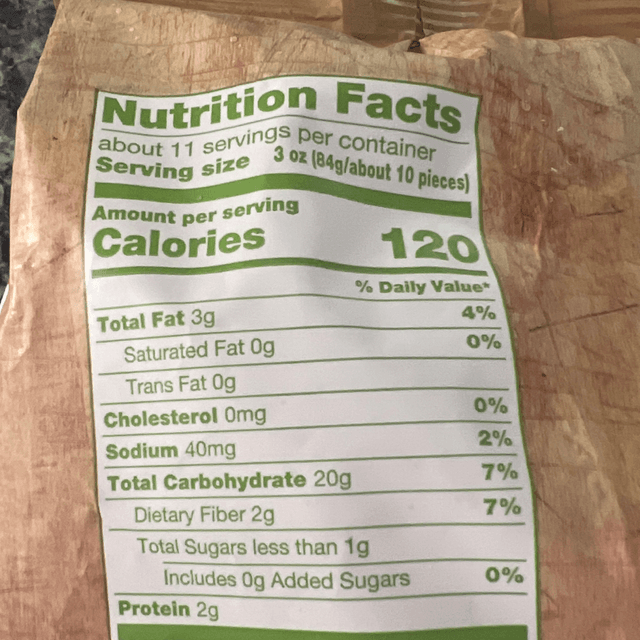 Nutrition Facts
about 11 servings per container
Serving size 3 oz (84g/about 10 pieces)
Amount per serving
Calories 120
% Daily Value*
Total Fat 3g 4%
Saturated Fat 0g 0%
Trans Fat 0g
Cholesterol 0mg 0%
Sodium 40mg 2%
Total Carbohydrate 20g 7%
Dietary Fiber 2g 7%
Total Sugars less than 1g
Includes 0g Added Sugars 0%
Protein 2g